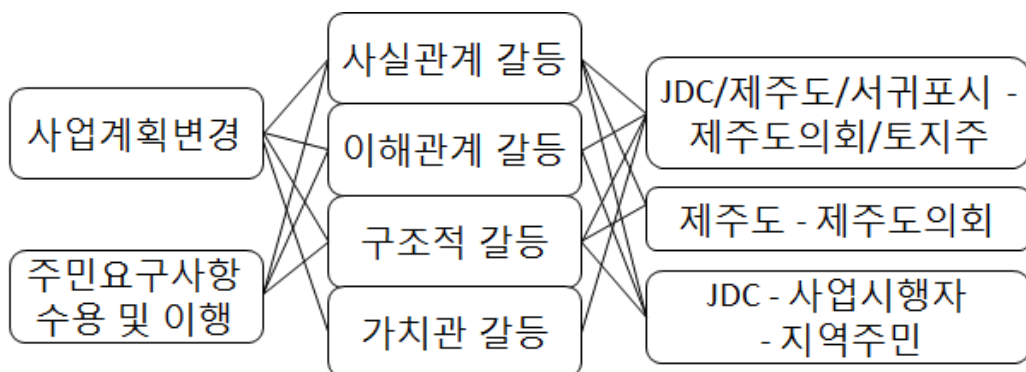 사업계획변경
주민요구사항
수용 및 이행
사실관계 갈등
이해관계 갈등
구조적 갈등
가치관 갈등
JDC/제주도/서귀포시 -
제주도의회/토지주
제주도 - 제주도의회
JDC - 사업시행자
- 지역주민